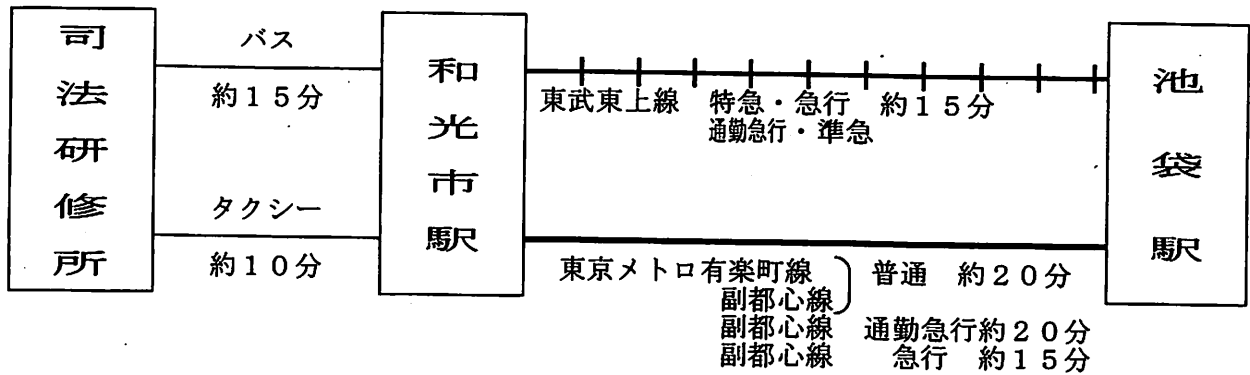 司法研修所
バス
約１５分
タクシー
約１０分
和光市駅
東武東上線　特急・急行　約１５分
通勤急行・準急
東京メトロ有楽町線　普通　約２０分
副都心線
副都心線　通勤急行約２０分
副都心線　急行　約１５分
池袋駅